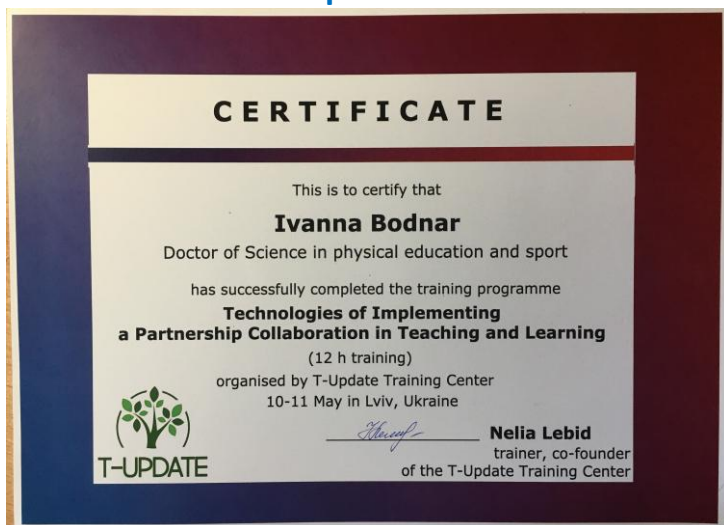 CERTIFICATE
This is to certify that
Ivanna Bodnar
Doctor of Science in physical education and sport
has successfully completed the training programme
Technologies of Implementing
a Partnership Collaboration in Teaching and Learning
(12 h training)
organised by T-Update Training Center
10-11 May in Lviv, Ukraine
Nelia Lebid
trainer, co-founder
of the T-Update Training Center
T-UPDATE